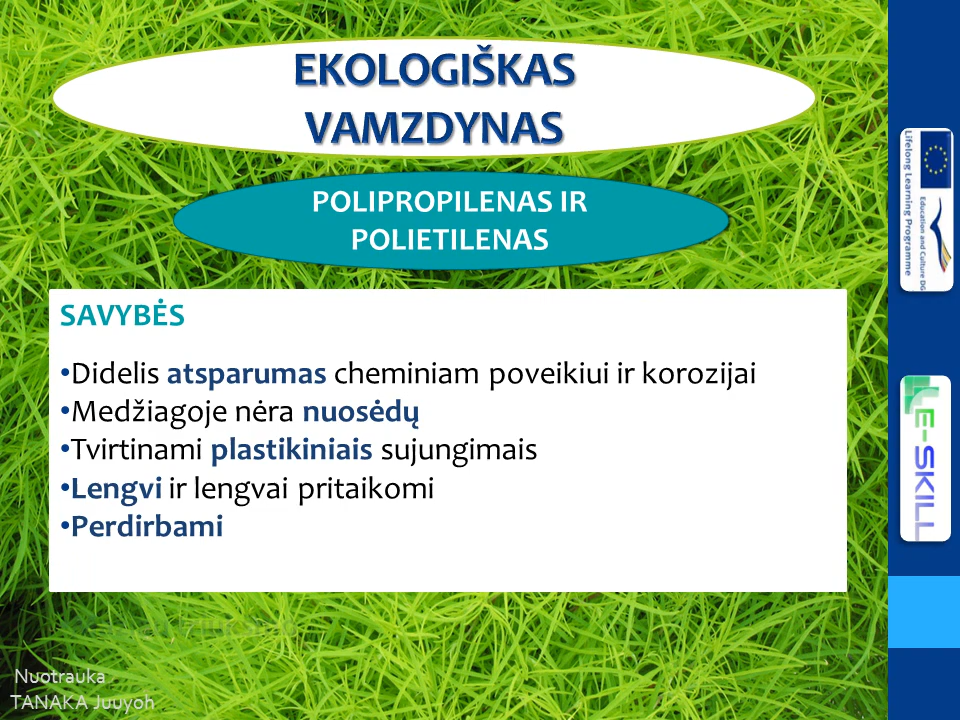 EKOLOGIŠKAS
VAMZDYNAS
POLIPROPILENAS IR
POLIETILENAS
SAVYBĖS
•Didelis atsparumas cheminiam poveikiui ir korozijai
•Medžiagoje nėra nuosėdų
•Tvirtinami plastikiniais sujungimais
•Lengvi ir lengvai pritaikomi
•Perdirbami
Nuotrauka
TANAKA Juuyoh
Lifelong Learning Programme
Education and Culture DG
E-SKILL